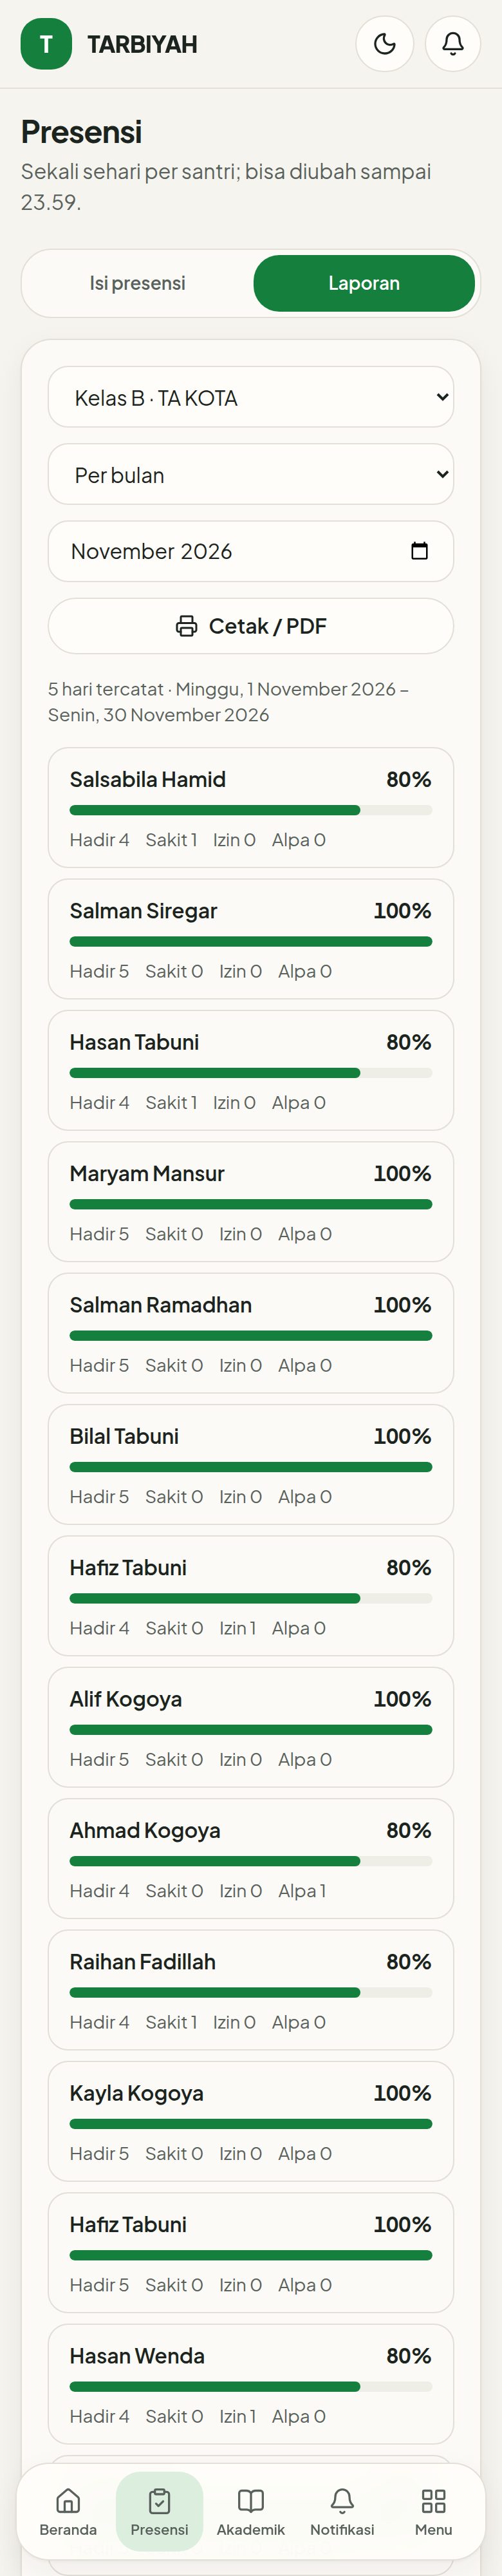 T TARBIYAH
Presensi
Sekali sehari per santri; bisa diubah sampai
23.59.
Isi presensi Laporan
Kelas B · TA KOTA
Per bulan
November 2026
Cetak / PDF
5 hari tercatat · Minggu, 1 November 2026 –
Senin, 30 November 2026
Salsabila Hamid 80%
Hadir 4 Sakit 1 Izin 0 Alpa 0
Salman Siregar 100%
Hadir 5 Sakit 0 Izin 0 Alpa 0
Hasan Tabuni 80%
Hadir 4 Sakit 1 Izin 0 Alpa 0
Maryam Mansur 100%
Hadir 5 Sakit 0 Izin 0 Alpa 0
Salman Ramadhan 100%
Hadir 5 Sakit 0 Izin 0 Alpa 0
Bilal Tabuni 100%
Hadir 5 Sakit 0 Izin 0 Alpa 0
Hafiz Tabuni 80%
Hadir 4 Sakit 0 Izin 1 Alpa 0
Alif Kogoya 100%
Hadir 5 Sakit 0 Izin 0 Alpa 0
Ahmad Kogoya 80%
Hadir 4 Sakit 0 Izin 0 Alpa 1
Raihan Fadillah 80%
Hadir 4 Sakit 1 Izin 0 Alpa 0
Kayla Kogoya 100%
Hadir 5 Sakit 0 Izin 0 Alpa 0
Hafiz Tabuni 100%
Hadir 5 Sakit 0 Izin 0 Alpa 0
Hasan Wenda 80%
Hadir 4 Sakit 0 Izin 1 Alpa 0
Beranda Presensi Akademik Notifikasi Menu